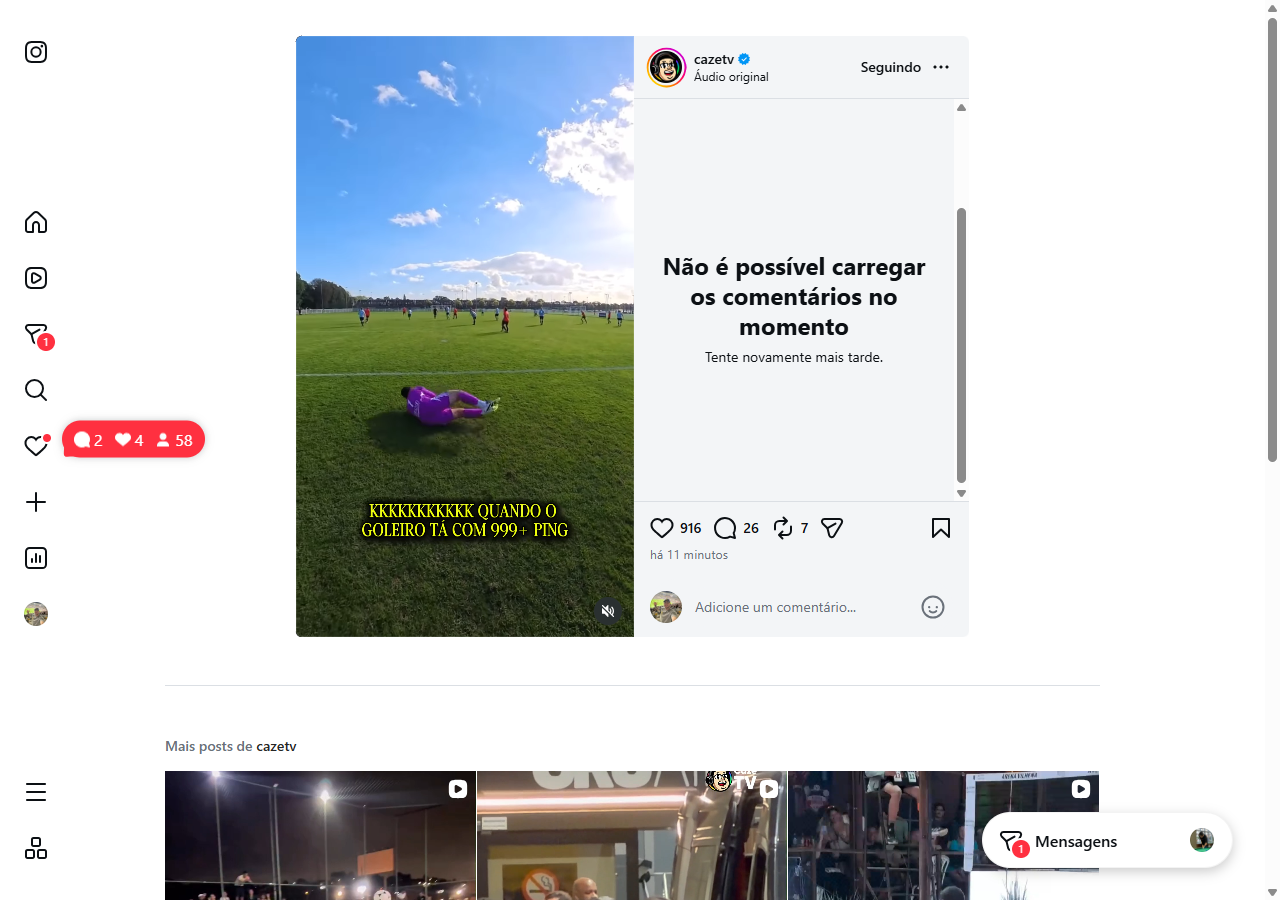 cazetv
Áudio original
Seguindo
Não é possível carregar
os comentários no
momento
Tente novamente mais tarde.
1
2 4 58
KKKKKKKKKKK QUANDO O
GOLEIRO TÁ COM 999+ PING
916 26 7
há 11 minutos
Adicione um comentário...
Mais posts de cazetv
TV
1
Mensagens